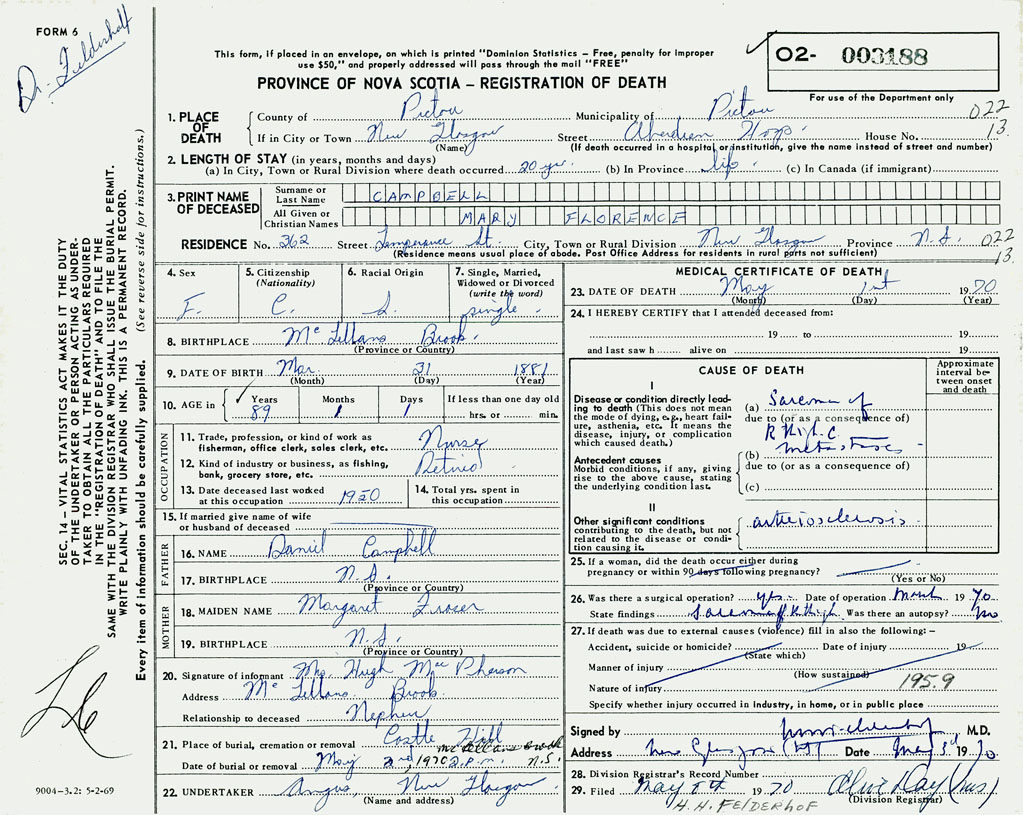 FORM 6
Dr. Felderhof
This form, if placed in an envelope, on which is printed "Dominion Statistics – Free, penalty for improper
use $50," and properly addressed will pass through the mail "FREE"
O2- 003188
For use of the Department only
PROVINCE OF NOVA SCOTIA – REGISTRATION OF DEATH
1. PLACE OF DEATH
County of Pictou Municipality of Pictou 022
If in City or Town New Glasgow Street Aberdeen Hosp. House No. 13.
(Name) (If death occurred in a hospital or institution, give the name instead of street and number)
2. LENGTH OF STAY (in years, months and days)
(a) In City, Town or Rural Division where death occurred 20 yr. (b) In Province life. (c) In Canada (if immigrant)
3. PRINT NAME OF DECEASED
Surname or Last Name CAMPBELL
All Given or Christian Names MARY FLORENCE
RESIDENCE No. 362 Street Temperance St. City, Town or Rural Division New Glasgow Province N.S. 022
(Residence means usual place of abode. Post Office Address for residents in rural parts not sufficient) 13.
4. Sex F.
5. Citizenship (Nationality) C.
6. Racial Origin S.
7. Single, Married, Widowed or Divorced (write the word) single
8. BIRTHPLACE McLellans Brook.
(Province or Country)
9. DATE OF BIRTH Mar. 31 1881
(Month) (Day) (Year)
10. AGE in Years 89 Months 1 Days 1 If less than one day old
hrs. or min.
OCCUPATION
11. Trade, profession, or kind of work as
fisherman, office clerk, sales clerk, etc. Nurse
12. Kind of industry or business, as fishing,
bank, grocery store, etc. Retired
13. Date deceased last worked
at this occupation 1950
14. Total yrs. spent in
this occupation
15. If married give name of wife
or husband of deceased
FATHER
16. NAME Daniel Campbell
17. BIRTHPLACE N.S.
(Province or Country)
MOTHER
18. MAIDEN NAME Margaret Fraser
19. BIRTHPLACE N.S.
(Province or Country)
20. Signature of informant Mrs. Hugh MacPherson
Address McLellans Brook
Relationship to deceased Nephew
21. Place of burial, cremation or removal Castle Hill McLellans Brook
Date of burial or removal May 3rd, 1970 2 P.M. N.S.
22. UNDERTAKER Angus, New Glasgow
(Name and address)
MEDICAL CERTIFICATE OF DEATH
23. DATE OF DEATH May 1st 1970
(Month) (Day) (Year)
24. I HEREBY CERTIFY that I attended deceased from:
19 to 19
and last saw h alive on 19
CAUSE OF DEATH
Approximate interval between onset and death
I
Disease or condition directly leading to death (This does not mean
the mode of dying, e.g., heart failure, asthenia, etc. It means the
disease, injury, or complication
which caused death.)
(a) Sarcoma of
due to (or as a consequence of)
R thigh C
metastases
Antecedent causes
Morbid conditions, if any, giving
rise to the above cause, stating
the underlying condition last.
(b)
due to (or as a consequence of)
(c)
II
Other significant conditions
contributing to the death, but not
related to the disease or condition causing it.
arteriosclerosis.
25. If a woman, did the death occur either during
pregnancy or within 90 days following pregnancy?
(Yes or No)
26. Was there a surgical operation? yes. Date of operation March 1970
State findings Sarcoma of R thigh. Was there an autopsy? no
27. If death was due to external causes (violence) fill in also the following: –
Accident, suicide or homicide? Date of injury 19
(State which)
Manner of injury
(How sustained)
Nature of injury 195.9
Specify whether injury occurred in Industry, in home, or in public place
Signed by M.D.
Address New Glasgow Date May 3d 1970
28. Division Registrar's Record Number
29. Filed May 8th 1970 Olive Day (Mrs)
(Division Registrar)
H.H. FELDERHOF
SEC. 14 – VITAL STATISTICS ACT MAKES IT THE DUTY
OF THE UNDERTAKER OR PERSON ACTING AS UNDER-
TAKER TO OBTAIN ALL THE PARTICULARS REQUIRED
IN THE "REGISTRATION OF DEATH" AND TO FILE THE
SAME WITH THE DIVISION REGISTRAR WHO SHALL ISSUE THE BURIAL PERMIT.
WRITE PLAINLY WITH UNFADING INK. THIS IS A PERMANENT RECORD.
Every item of information should be carefully supplied. (See reverse side for instructions.)
9004-3.2: 5-2-69